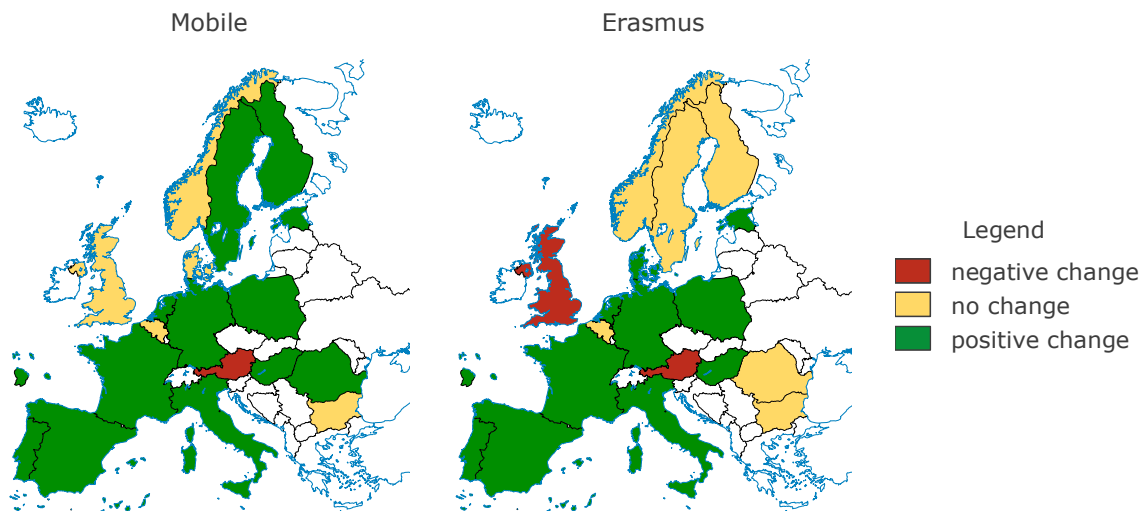 Mobile
Erasmus
Legend
negative change
no change
positive change